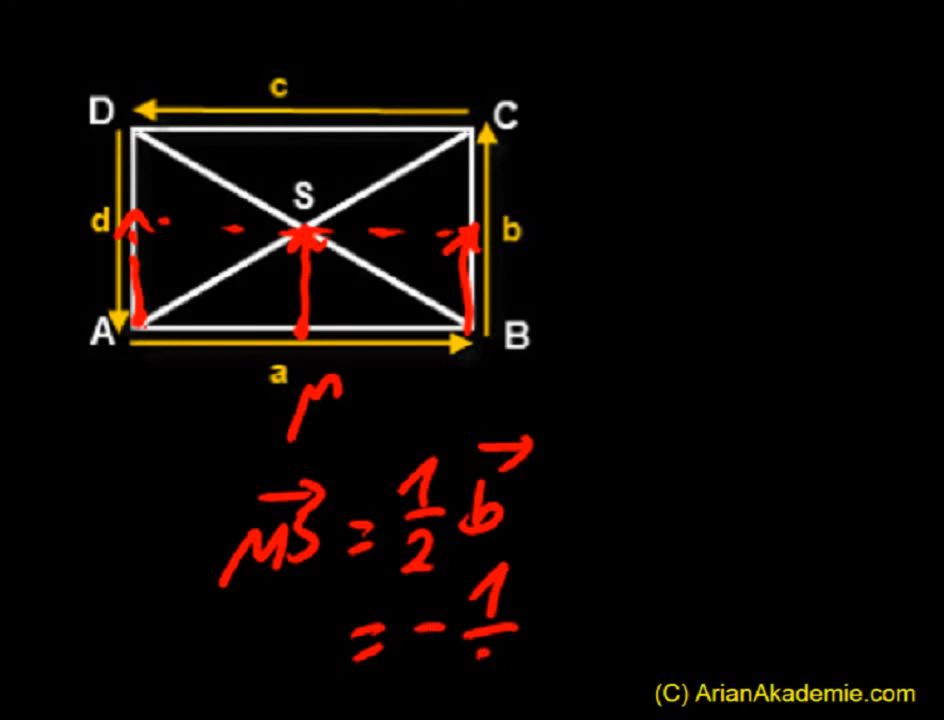 c
D C
S
d b
A B
a
M
MS = 1/2 b
= - 1
(C) ArianAkademie.com